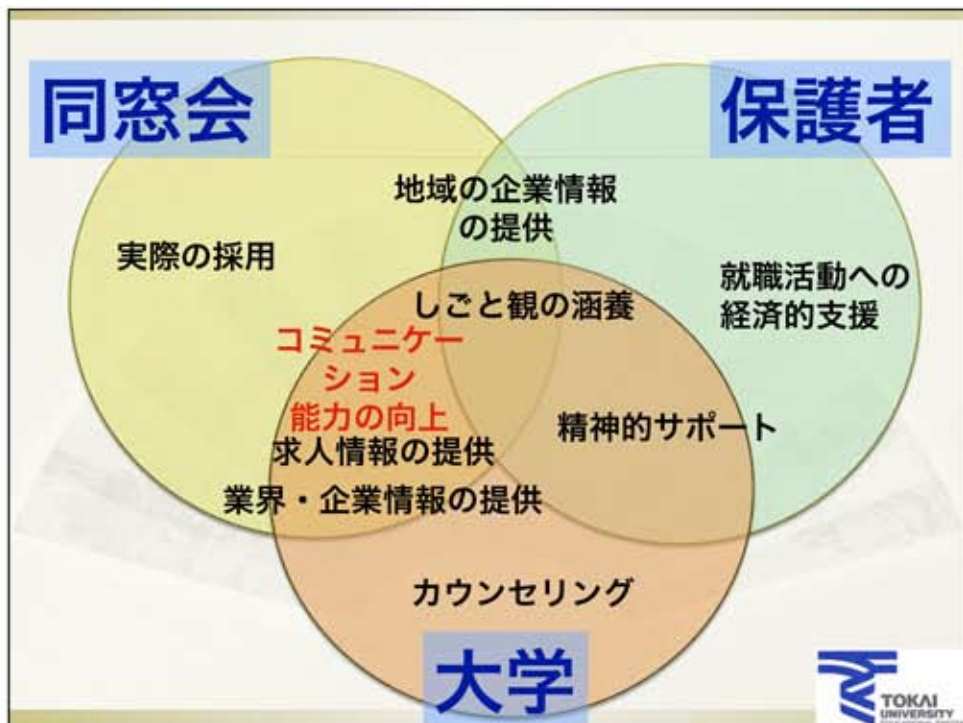 同窓会
保護者
地域の企業情報
の提供
実際の採用
就職活動への
経済的支援
しごと観の涵養
コミュニケー
ション
能力の向上
求人情報の提供
精神的サポート
業界・企業情報の提供
カウンセリング
大学
TOKAI
UNIVERSITY